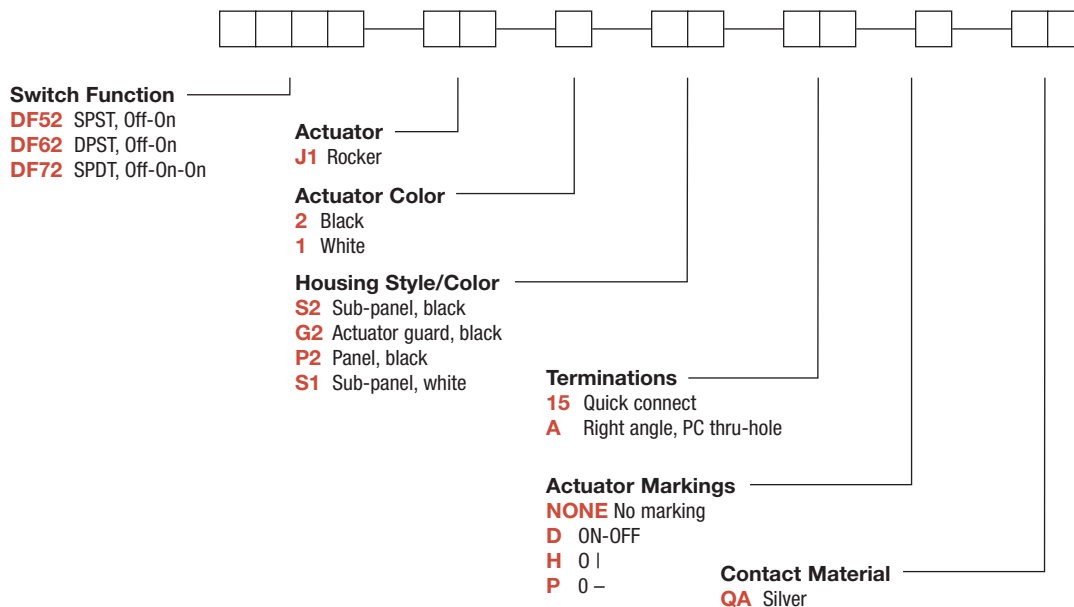 Switch Function
DF52 SPST, Off-On
DF62 DPST, Off-On
DF72 SPDT, Off-On-On
Actuator
J1 Rocker
Actuator Color
2 Black
1 White
Housing Style/Color
S2 Sub-panel, black
G2 Actuator guard, black
P2 Panel, black
S1 Sub-panel, white
Terminations
15 Quick connect
A Right angle, PC thru-hole
Actuator Markings
NONE No marking
D ON-OFF
H O |
P O –
Contact Material
QA Silver